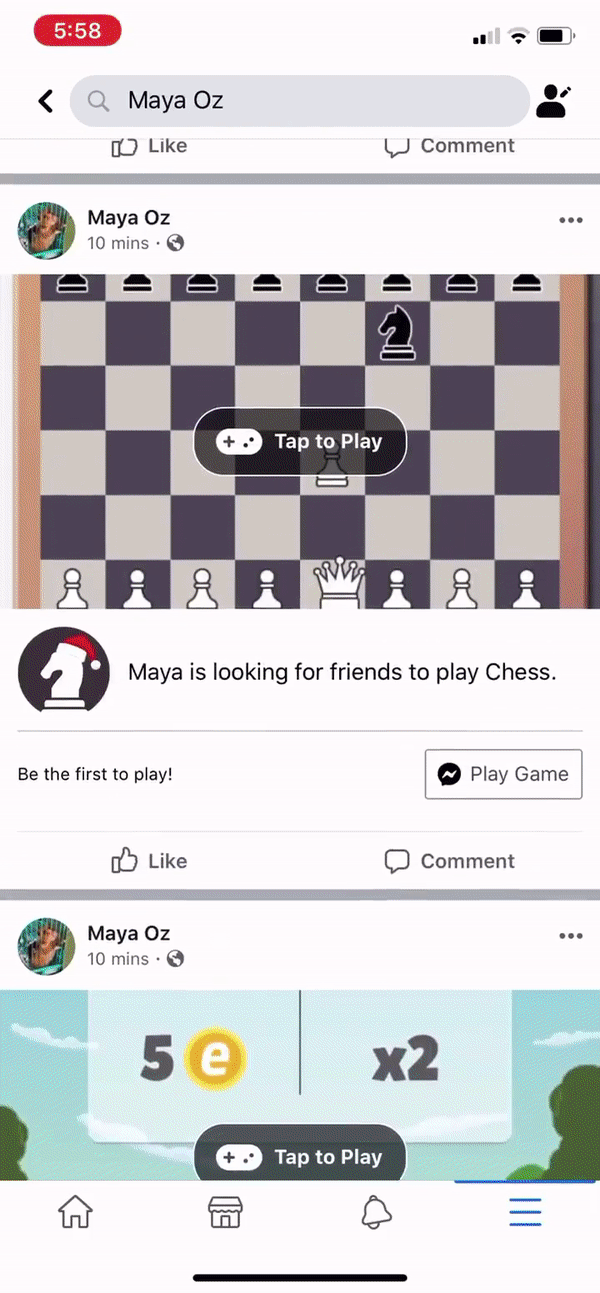 5:58
Maya Oz
Like
Comment
Maya Oz
10 mins ·
Tap to Play
Maya is looking for friends to play Chess.
Be the first to play!
Play Game
Like
Comment
Maya Oz
10 mins ·
5 e
x2
Tap to Play